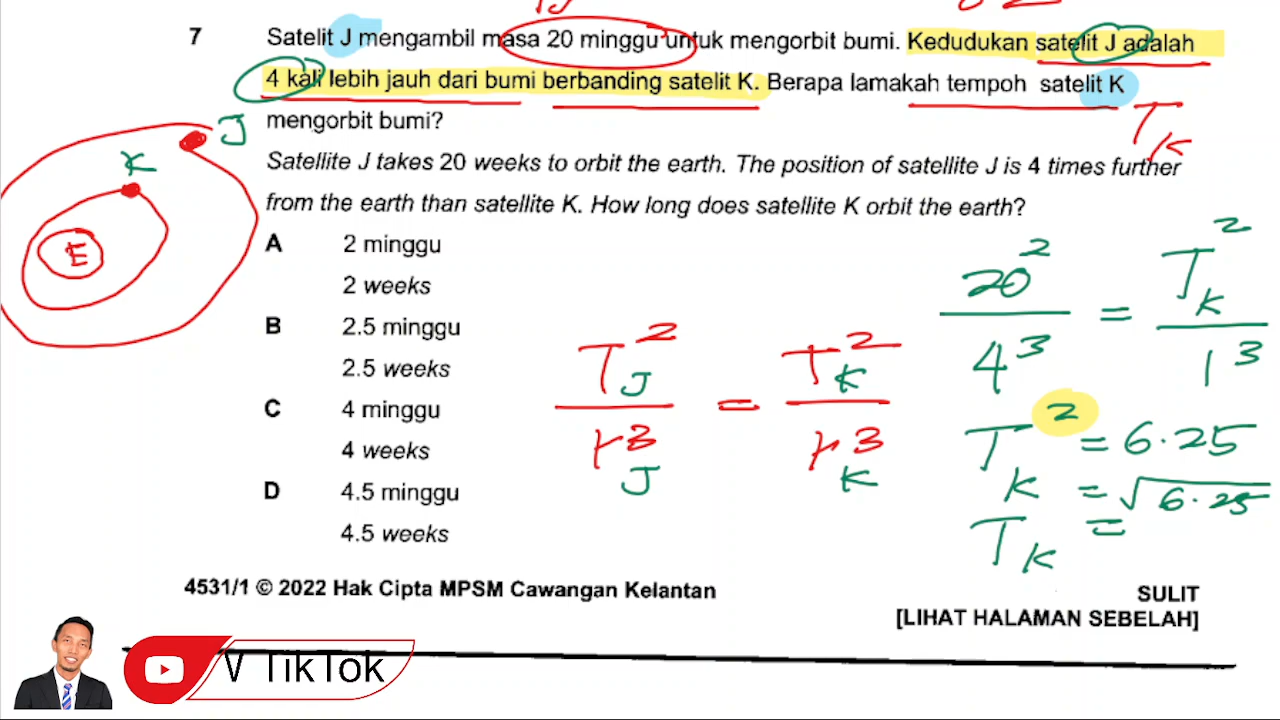 7 Satelit J mengambil masa 20 minggu untuk mengorbit bumi. Kedudukan satelit J adalah
4 kali lebih jauh dari bumi berbanding satelit K. Berapa lamakah tempoh satelit K
mengorbit bumi?
T_K
J
K
E
Satellite J takes 20 weeks to orbit the earth. The position of satellite J is 4 times further
from the earth than satellite K. How long does satellite K orbit the earth?
A 2 minggu
2 weeks
B 2.5 minggu
2.5 weeks
C 4 minggu
4 weeks
D 4.5 minggu
4.5 weeks
T_J^2 / r_J^3 = T_K^2 / r_K^3
20^2 / 4^3 = T_K^2 / 1^3
T_K^2 = 6.25
= √6.25
T_K =
4531/1 © 2022 Hak Cipta MPSM Cawangan Kelantan
SULIT
[LIHAT HALAMAN SEBELAH]
V TikTok